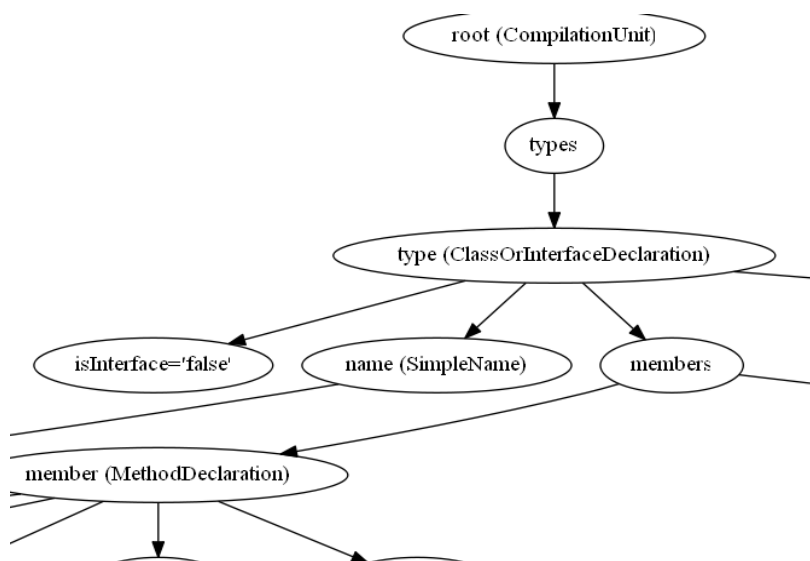 root (CompilationUnit)
types
type (ClassOrInterfaceDeclaration)
isInterface='false'
name (SimpleName)
members
member (MethodDeclaration)